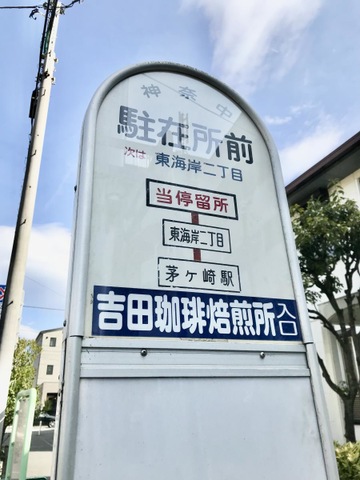 神奈中
駐在所前
次は 東海岸二丁目
当停留所
東海岸二丁目
茅ヶ崎駅
吉田珈琲焙煎所入口